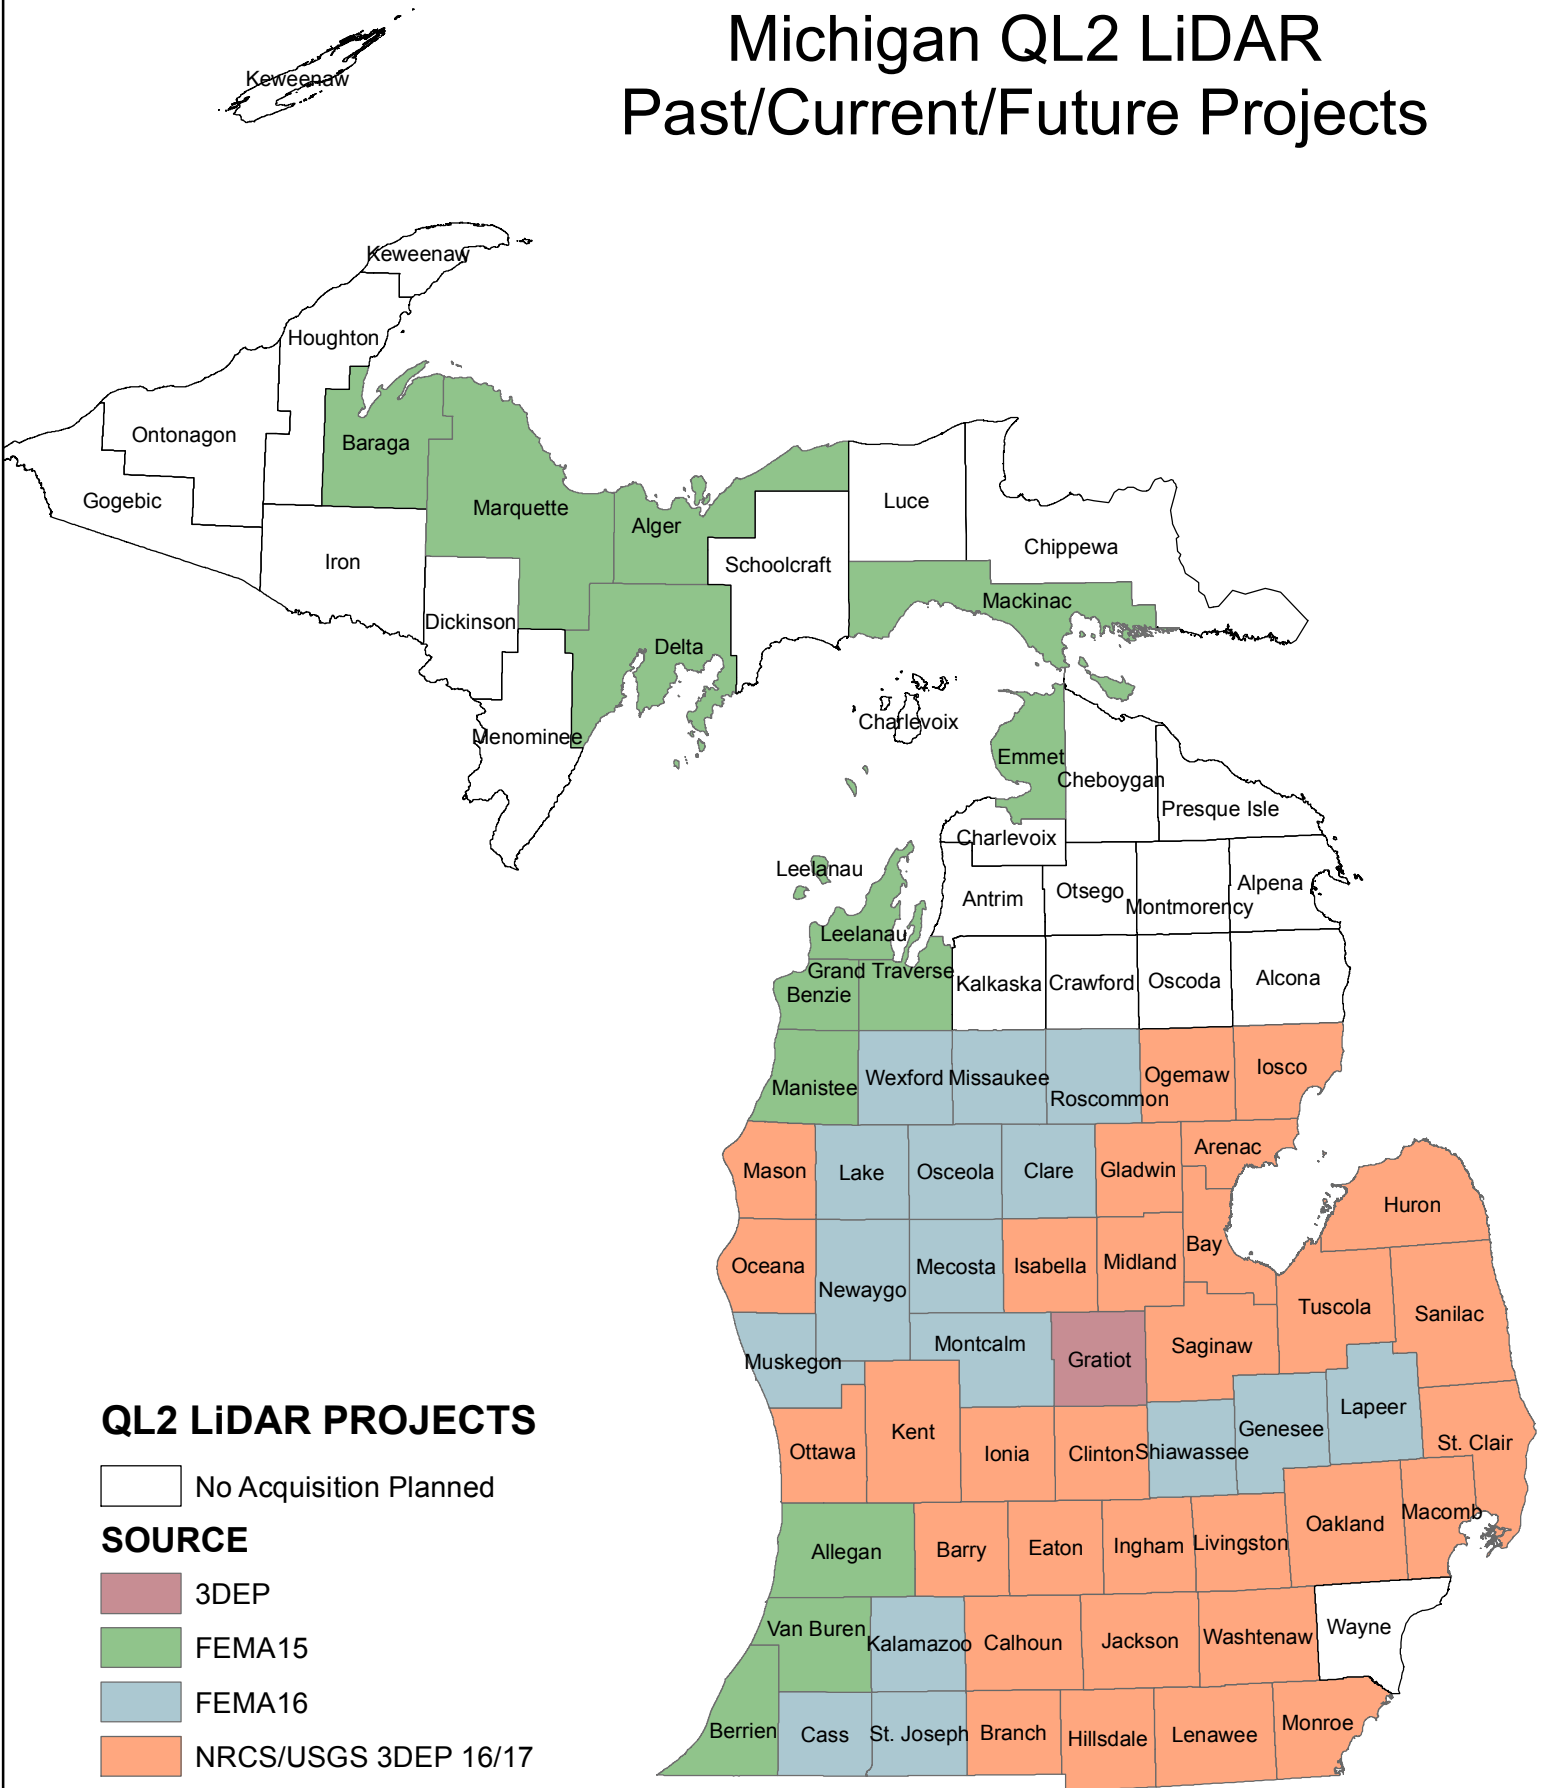 Michigan QL2 LiDAR
Past/Current/Future Projects
Keweenaw
Keweenaw
Houghton
Ontonagon
Baraga
Gogebic
Marquette
Alger
Luce
Iron
Schoolcraft
Chippewa
Dickinson
Mackinac
Delta
Menominee
Charlevoix
Emmet
Cheboygan
Presque Isle
Charlevoix
Leelanau
Antrim
Otsego
Montmorency
Alpena
Leelanau
Grand Traverse
Benzie
Kalkaska
Crawford
Oscoda
Alcona
Manistee
Wexford
Missaukee
Roscommon
Ogemaw
Iosco
Mason
Lake
Osceola
Clare
Gladwin
Arenac
Huron
Oceana
Newaygo
Mecosta
Isabella
Midland
Bay
Tuscola
Sanilac
Muskegon
Montcalm
Gratiot
Saginaw
Ottawa
Kent
Ionia
Clinton
Shiawassee
Genesee
Lapeer
St. Clair
Allegan
Barry
Eaton
Ingham
Livingston
Oakland
Macomb
Van Buren
Kalamazoo
Calhoun
Jackson
Washtenaw
Wayne
Berrien
Cass
St. Joseph
Branch
Hillsdale
Lenawee
Monroe
QL2 LiDAR PROJECTS
No Acquisition Planned
SOURCE
3DEP
FEMA15
FEMA16
NRCS/USGS 3DEP 16/17